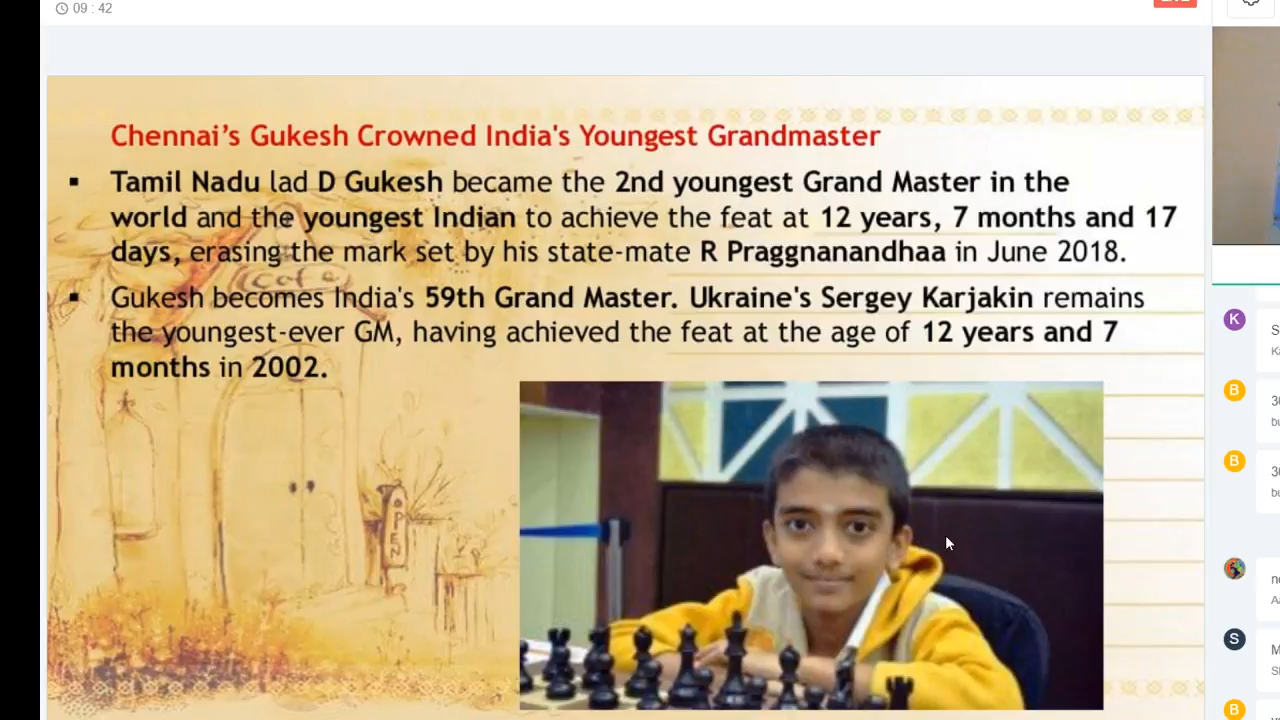 09 : 42
Chennai’s Gukesh Crowned India's Youngest Grandmaster
▪ Tamil Nadu lad D Gukesh became the 2nd youngest Grand Master in the
world and the youngest Indian to achieve the feat at 12 years, 7 months and 17
days, erasing the mark set by his state-mate R Praggnanandhaa in June 2018.
▪ Gukesh becomes India's 59th Grand Master. Ukraine's Sergey Karjakin remains
the youngest-ever GM, having achieved the feat at the age of 12 years and 7
months in 2002.
Cafe
OPEN
K
B
B
S
B